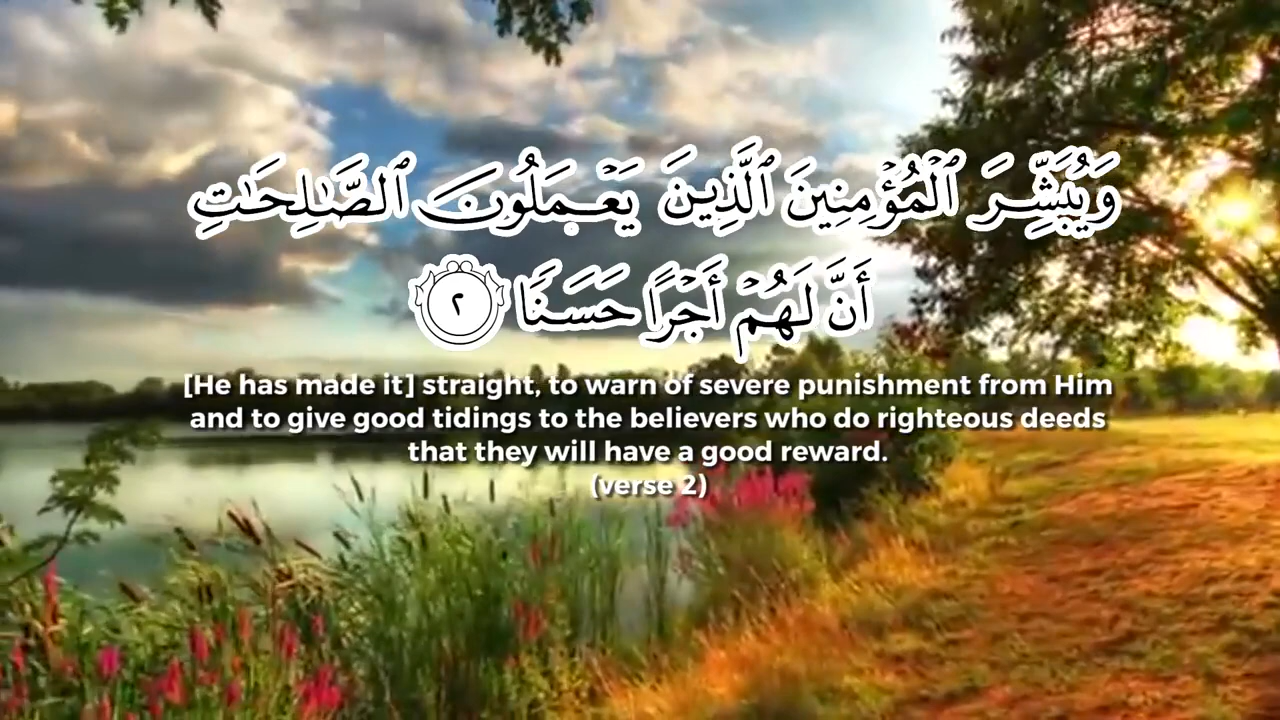 وَيُبَشِّرَ ٱلْمُؤْمِنِينَ ٱلَّذِينَ يَعْمَلُونَ ٱلصَّـٰلِحَـٰتِ
أَنَّ لَهُمْ أَجْرًا حَسَنًا ٢
[He has made it] straight, to warn of severe punishment from Him
and to give good tidings to the believers who do righteous deeds
that they will have a good reward.
(verse 2)